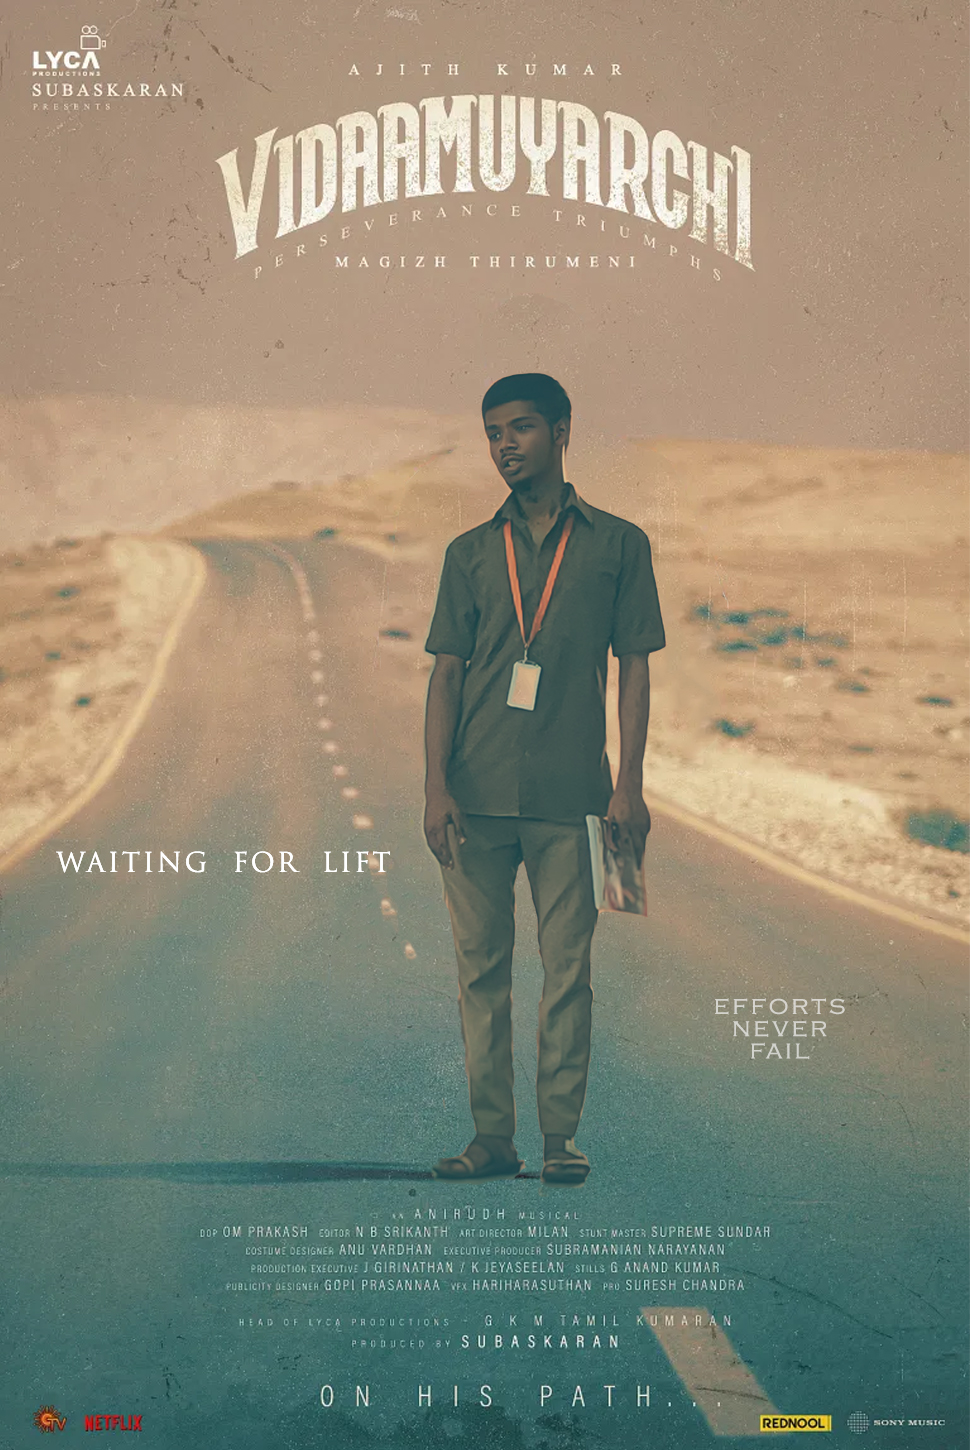 LYCA
PRODUCTIONS
SUBASKARAN
PRESENTS
AJITH KUMAR
VIDAAMUYARCHI
PERSEVERANCE TRIUMPHS
MAGIZH THIRUMENI
WAITING FOR LIFT
EFFORTS
NEVER
FAIL
AN ANIRUDH MUSICAL
DOP OM PRAKASH EDITOR N B SRIKANTH ART DIRECTOR MILAN STUNT MASTER SUPREME SUNDAR
COSTUME DESIGNER ANU VARDHAN EXECUTIVE PRODUCER SUBRAMANIAN NARAYANAN
PRODUCTION EXECUTIVE J GIRINATHAN / K JEYASEELAN STILLS G ANAND KUMAR
PUBLICITY DESIGNER GOPI PRASANNAA VFX HARIHARASUTHAN PRO SURESH CHANDRA
HEAD OF LYCA PRODUCTIONS - G K M TAMIL KUMARAN
PRODUCED BY SUBASKARAN
ON HIS PATH...
TV NETFLIX REDNOOL SONY MUSIC